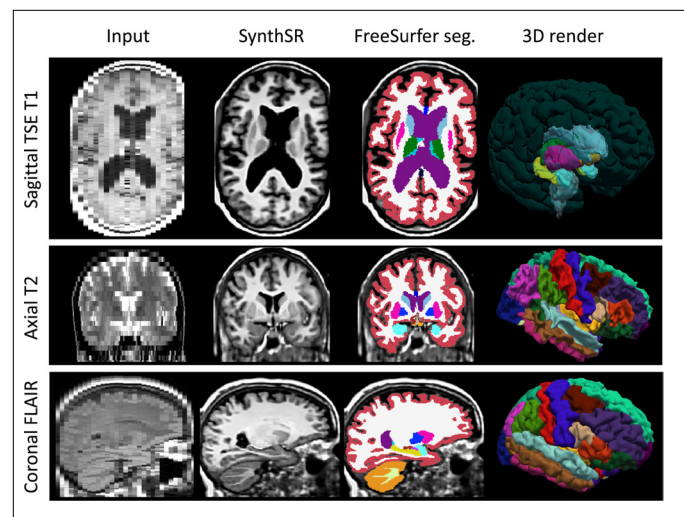 Input SynthSR FreeSurfer seg. 3D render
Sagittal TSE T1
Axial T2
Coronal FLAIR